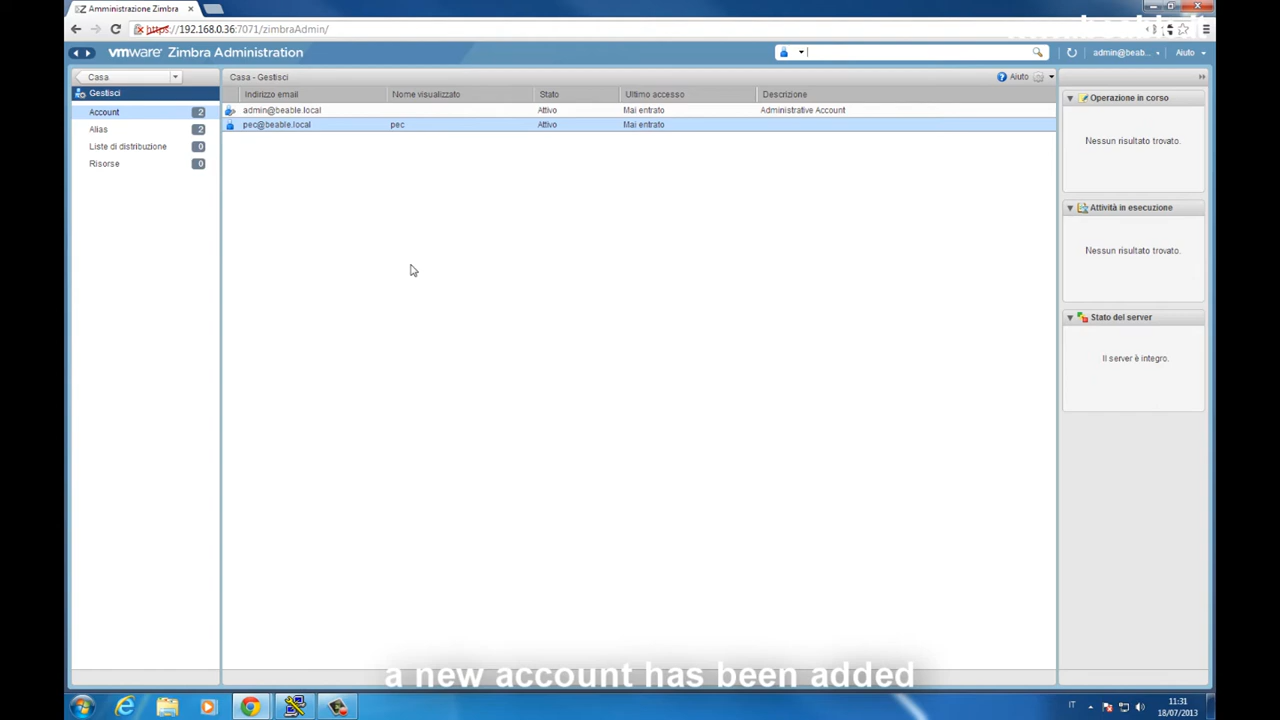 Amministrazione Zimbra
https://192.168.0.36:7071/zimbraAdmin/
vmware Zimbra Administration
admin@beab...
Aiuto
Casa
Casa - Gestisci
Aiuto
Gestisci
Account 2
Alias 2
Liste di distribuzione 0
Risorse 0
Indirizzo email Nome visualizzato Stato Ultimo accesso Descrizione
admin@beable.local Attivo Mai entrato Administrative Account
pec@beable.local pec Attivo Mai entrato
Operazione in corso
Nessun risultato trovato.
Attività in esecuzione
Nessun risultato trovato.
Stato del server
Il server è integro.
a new account has been added
IT
11:31
18/07/2013